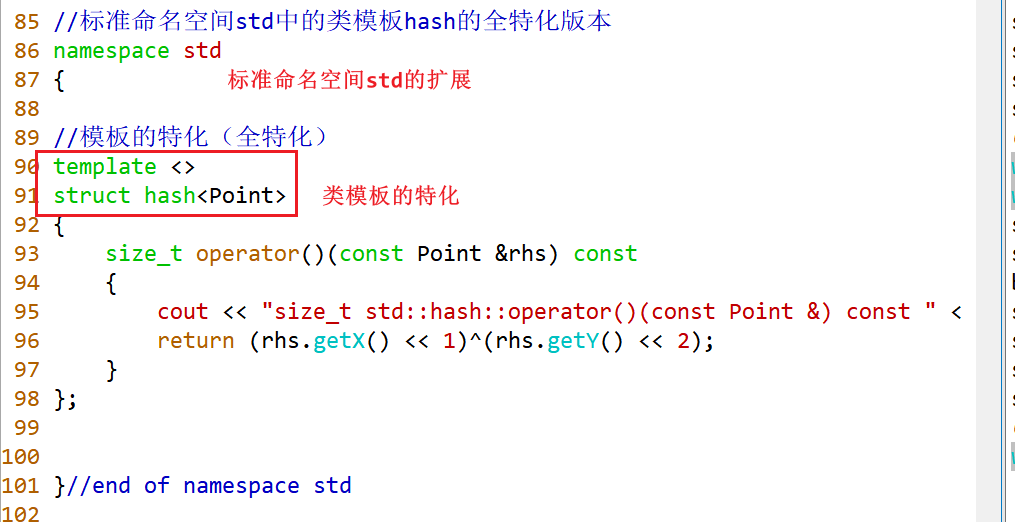 85 //标准命名空间std中的类模板hash的全特化版本
86 namespace std
87 { 标准命名空间std的扩展
88
89 //模板的特化（全特化）
90 template <>
91 struct hash<Point> 类模板的特化
92 {
93 size_t operator()(const Point &rhs) const
94 {
95 cout << "size_t std::hash::operator()(const Point &) const " <
96 return (rhs.getX() << 1)^(rhs.getY() << 2);
97 }
98 };
99
100
101 }//end of namespace std
102